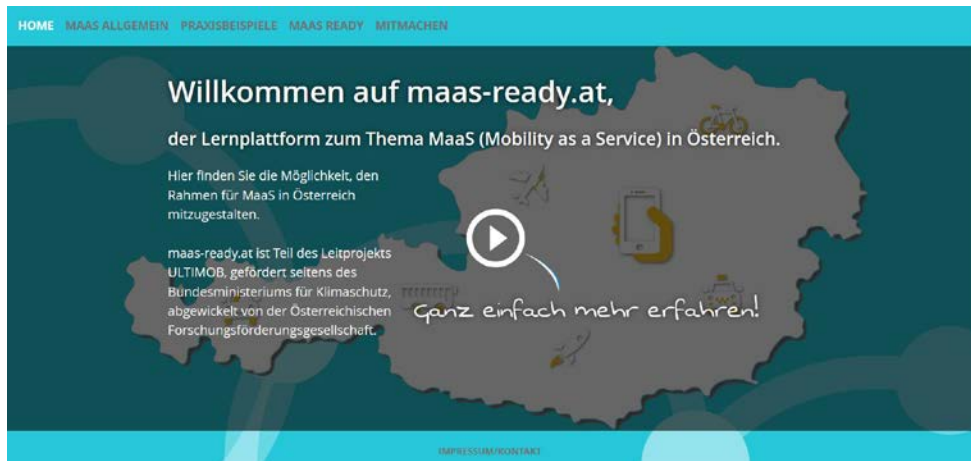 HOME MAAS ALLGEMEIN PRAXISBEISPIELE MAAS READY MITMACHEN
Willkommen auf maas-ready.at,
der Lernplattform zum Thema MaaS (Mobility as a Service) in Österreich.
Hier finden Sie die Möglichkeit, den
Rahmen für MaaS in Österreich
mitzugestalten.
maas-ready.at ist Teil des Leitprojekts
ULTIMOB, gefördert seitens des
Bundesministeriums für Klimaschutz,
abgewickelt von der Österreichischen
Forschungsförderungsgesellschaft.
Ganz einfach mehr erfahren!
IMPRESSUM/KONTAKT